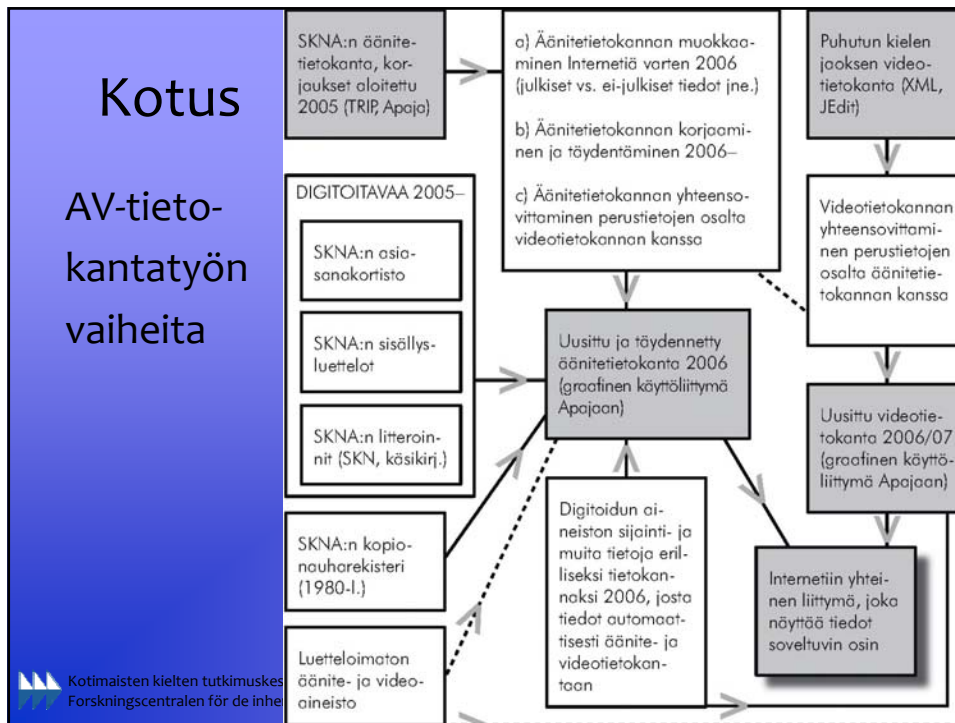 Kotus
AV-tieto-
kantatyön
vaiheita
Kotimaisten kielten tutkimuskes
Forskningscentralen för de inhe
SKNA:n äänite-
tietokanta, kor-
jaukset aloitettu
2005 (TRIP, Apaja)
a) Äänitetietokannan muokkaa-
minen Internetiä varten 2006
(julkiset vs. ei-julkiset tiedot jne.)
b) Äänitetietokannan korjaami-
nen ja täydentäminen 2006–
c) Äänitetietokannan yhteenso-
vittaminen perustietojen osalta
videotietokannan kanssa
Puhutun kielen
jaoksen video-
tietokanta (XML,
JEdit)
DIGITOITAVAA 2005–
SKNA:n asia-
sanakortisto
SKNA:n sisällys-
luettelot
SKNA:n litteroin-
nit (SKN, käsikirj.)
Videotietokannan
yhteensovittami-
nen perustietojen
osalta äänitetie-
tokannan kanssa
Uusittu ja täydennetty
äänitetietokanta 2006
(graafinen käyttöliittymä
Apajaan)
Uusittu videotie-
tokanta 2006/07
(graafinen käyttö-
liittymä Apajaan)
SKNA:n kopio-
nauharekisteri
(1980-l.)
Digitoidun ai-
neiston sijainti- ja
muita tietoja eril-
liseksi tietokan-
naksi 2006, josta
tiedot automaat-
tisesti äänite- ja
videotietokan-
taan
Internetiin yhtei-
nen liittymä, joka
näyttää tiedot
soveltuvin osin
Luetteloimaton
äänite- ja video-
aineisto